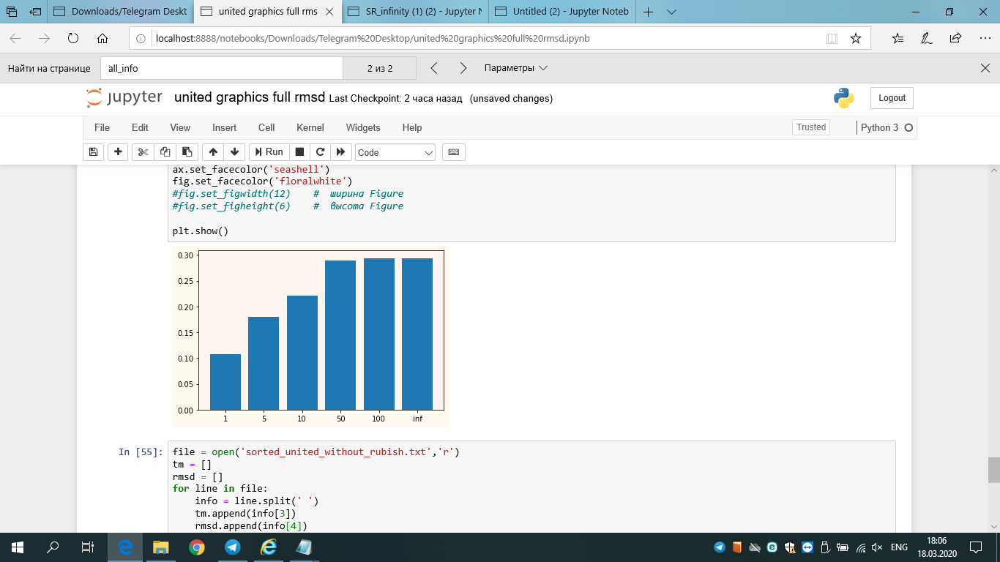 Downloads/Telegram Deskt
united graphics full rms
SR_infinity (1) (2) - Jupyter N
Untitled (2) - Jupyter Noteb
localhost:8888/notebooks/Downloads/Telegram%20Desktop/united%20graphics%20full%20rmsd.ipynb
Найти на странице
all_info
2 из 2
Параметры
jupyter
united graphics full rmsd Last Checkpoint: 2 часа назад (unsaved changes)
Logout
File Edit View Insert Cell Kernel Widgets Help
Trusted
Python 3
Run
Code
ax.set_facecolor('seashell')
fig.set_facecolor('floralwhite')
#fig.set_figwidth(12)    #  ширина Figure
#fig.set_figheight(6)    #  высота Figure
plt.show()
0.30
0.25
0.20
0.15
0.10
0.05
0.00
1 5 10 50 100 inf
In [55]:
file = open('sorted_united_without_rubish.txt','r')
tm = []
rmsd = []
for line in file:
    info = line.split(' ')
    tm.append(info[3])
    rmsd.append(info[4])
ENG
18:06
18.03.2020